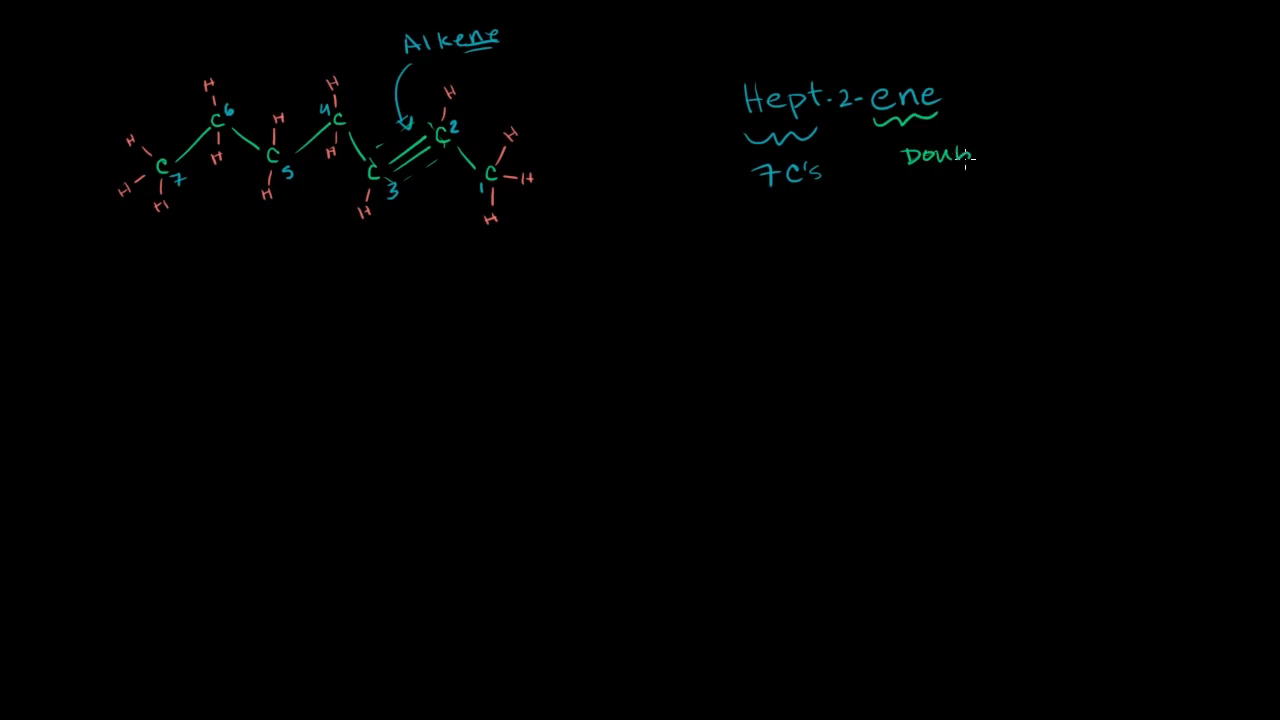 Alkene
H H H
C 6 H 4 C C 2 H
H Hept-2-ene
C 7 H C 5 H C 3 C 1 H
H H H H H
7 C's Doub